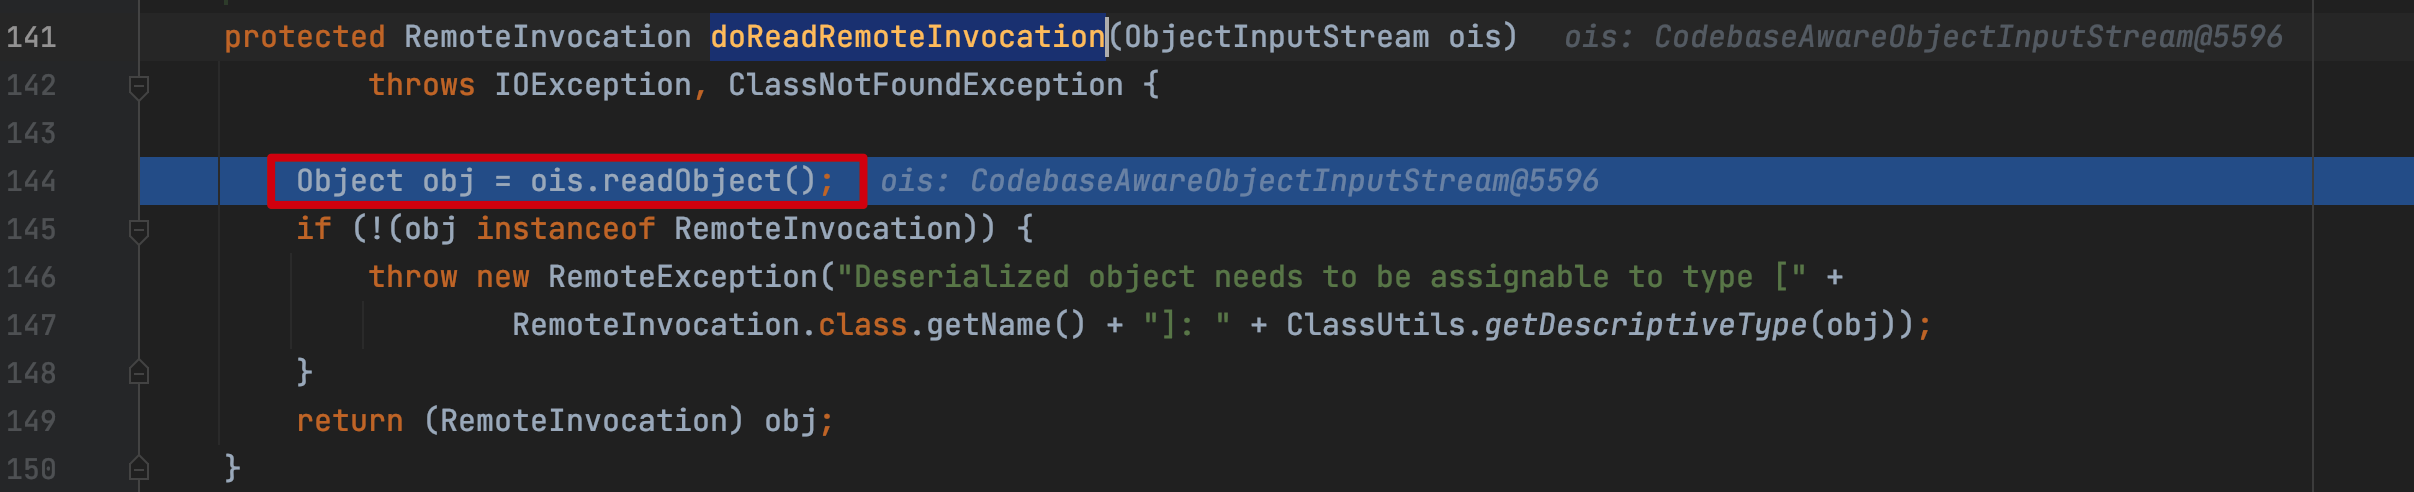 141 protected RemoteInvocation doReadRemoteInvocation(ObjectInputStream ois) ois: CodebaseAwareObjectInputStream@5596
142 throws IOException, ClassNotFoundException {
143
144 Object obj = ois.readObject(); ois: CodebaseAwareObjectInputStream@5596
145 if (!(obj instanceof RemoteInvocation)) {
146 throw new RemoteException("Deserialized object needs to be assignable to type [" +
147 RemoteInvocation.class.getName() + "]: " + ClassUtils.getDescriptiveType(obj));
148 }
149 return (RemoteInvocation) obj;
150 }